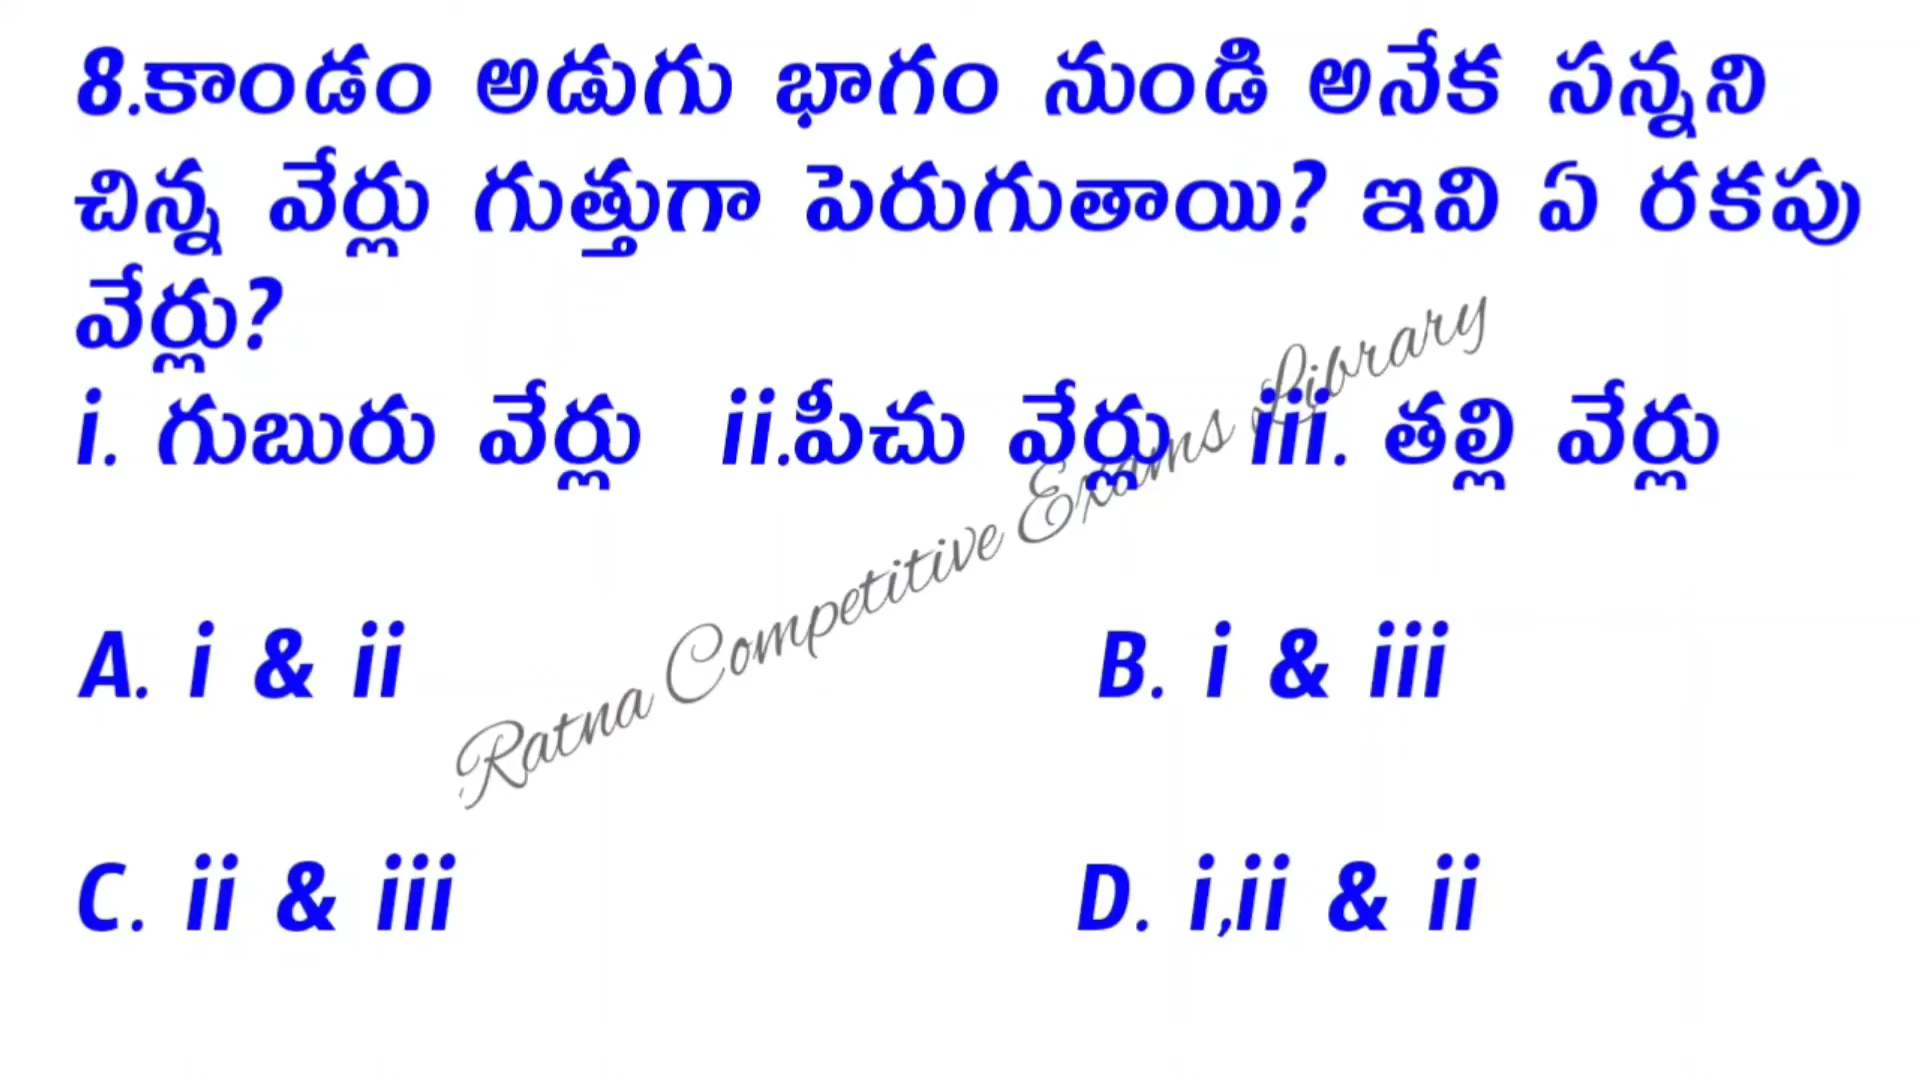 8.కాండం అడుగు భాగం నుండి అనేక సన్నని
చిన్న వేర్లు గుత్తుగా పెరుగుతాయి? ఇవి ఏ రకపు
వేర్లు?
i. గుబురు వేర్లు ii.పీచు వేర్లు iii. తల్లి వేర్లు
A. i & ii B. i & iii
C. ii & iii D. i,ii & ii
Ratna Competitive Exams Library